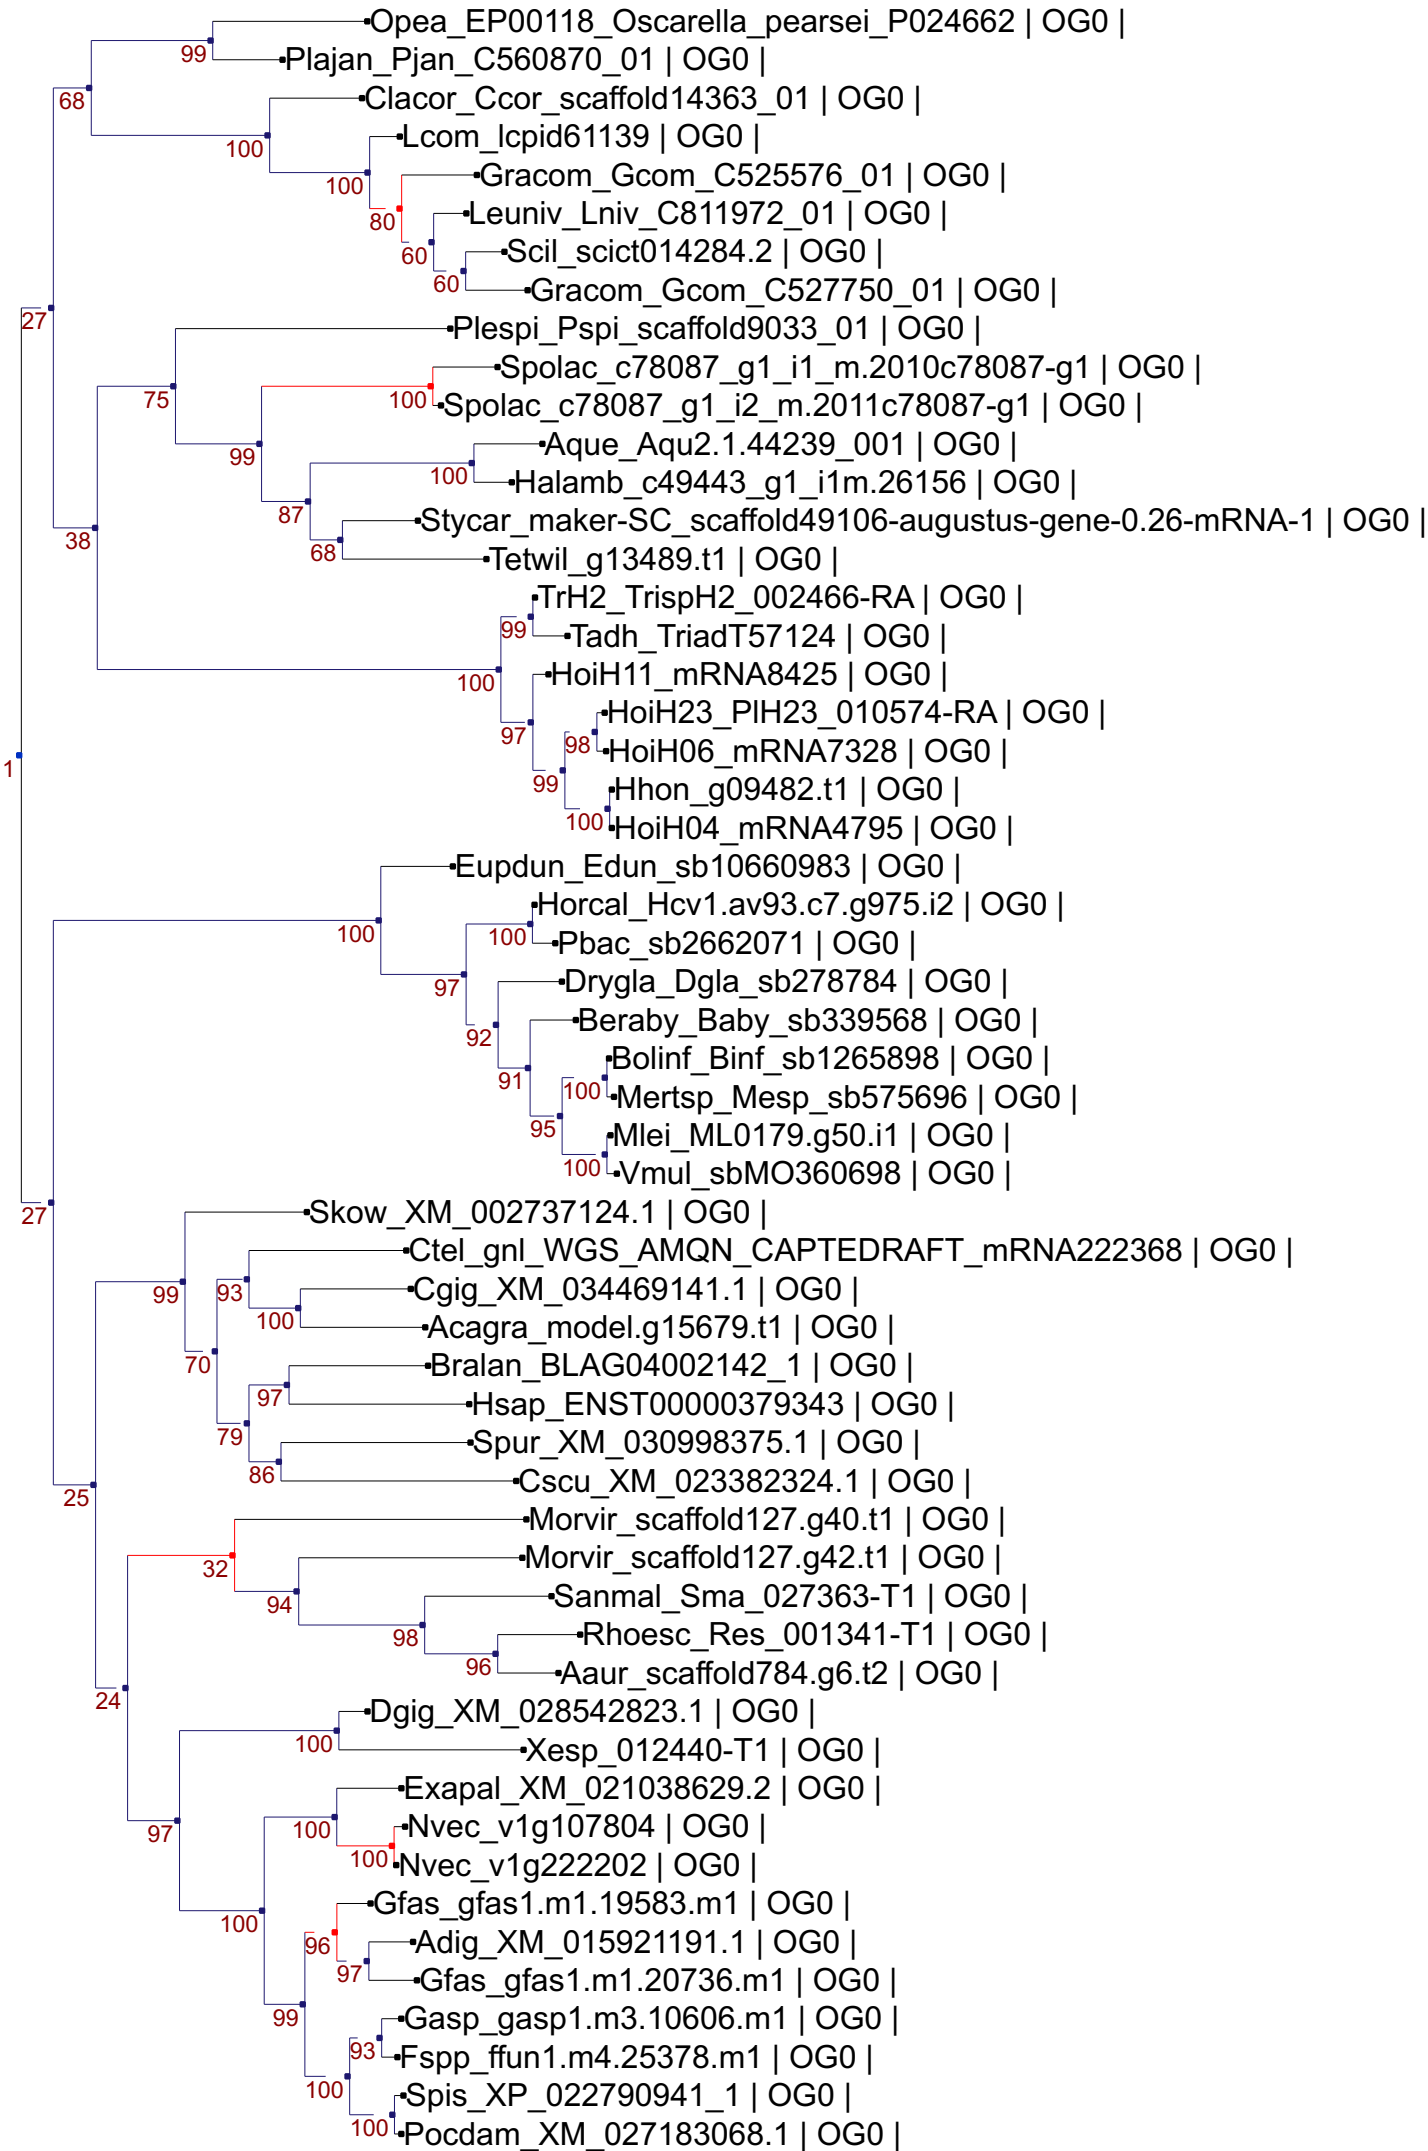 Opea_EP00118_Oscarella_pearsei_P024662 | OG0 |
99
Plajan_Pjan_C560870_01 | OG0 |
68
Clacor_Ccor_scaffold14363_01 | OG0 |
100
Lcom_lcpid61139 | OG0 |
100
Gracom_Gcom_C525576_01 | OG0 |
80
Leuniv_Lniv_C811972_01 | OG0 |
60
Scil_scict014284.2 | OG0 |
60
Gracom_Gcom_C527750_01 | OG0 |
27
Plespi_Pspi_scaffold9033_01 | OG0 |
75
Spolac_c78087_g1_i1_m.2010c78087-g1 | OG0 |
100
Spolac_c78087_g1_i2_m.2011c78087-g1 | OG0 |
99
Aque_Aqu2.1.44239_001 | OG0 |
100
Halamb_c49443_g1_i1m.26156 | OG0 |
87
Stycar_maker-SC_scaffold49106-augustus-gene-0.26-mRNA-1 | OG0 |
38
68
Tetwil_g13489.t1 | OG0 |
TrH2_TrispH2_002466-RA | OG0 |
99
Tadh_TriadT57124 | OG0 |
100
HoiH11_mRNA8425 | OG0 |
97
HoiH23_PlH23_010574-RA | OG0 |
98
HoiH06_mRNA7328 | OG0 |
1
99
Hhon_g09482.t1 | OG0 |
100
HoiH04_mRNA4795 | OG0 |
Eupdun_Edun_sb10660983 | OG0 |
100
Horcal_Hcv1.av93.c7.g975.i2 | OG0 |
100
Pbac_sb2662071 | OG0 |
97
Drygla_Dgla_sb278784 | OG0 |
92
Beraby_Baby_sb339568 | OG0 |
91
Bolinf_Binf_sb1265898 | OG0 |
100
Mertsp_Mesp_sb575696 | OG0 |
95
Mlei_ML0179.g50.i1 | OG0 |
100
Vmul_sbMO360698 | OG0 |
27
Skow_XM_002737124.1 | OG0 |
99
Ctel_gnl_WGS_AMQN_CAPTEDRAFT_mRNA222368 | OG0 |
93
Cgig_XM_034469141.1 | OG0 |
100
Acagra_model.g15679.t1 | OG0 |
70
Bralan_BLAG04002142_1 | OG0 |
97
Hsap_ENST00000379343 | OG0 |
79
Spur_XM_030998375.1 | OG0 |
86
Cscu_XM_023382324.1 | OG0 |
25
Morvir_scaffold127.g40.t1 | OG0 |
32
Morvir_scaffold127.g42.t1 | OG0 |
94
Sanmal_Sma_027363-T1 | OG0 |
98
Rhoesc_Res_001341-T1 | OG0 |
96
Aaur_scaffold784.g6.t2 | OG0 |
24
Dgig_XM_028542823.1 | OG0 |
100
Xesp_012440-T1 | OG0 |
Exapal_XM_021038629.2 | OG0 |
97
100
Nvec_v1g107804 | OG0 |
100
Nvec_v1g222202 | OG0 |
Gfas_gfas1.m1.19583.m1 | OG0 |
100
96
Adig_XM_015921191.1 | OG0 |
97
Gfas_gfas1.m1.20736.m1 | OG0 |
99
Gasp_gasp1.m3.10606.m1 | OG0 |
93
Fspp_ffun1.m4.25378.m1 | OG0 |
100
Spis_XP_022790941_1 | OG0 |
100
Pocdam_XM_027183068.1 | OG0 |